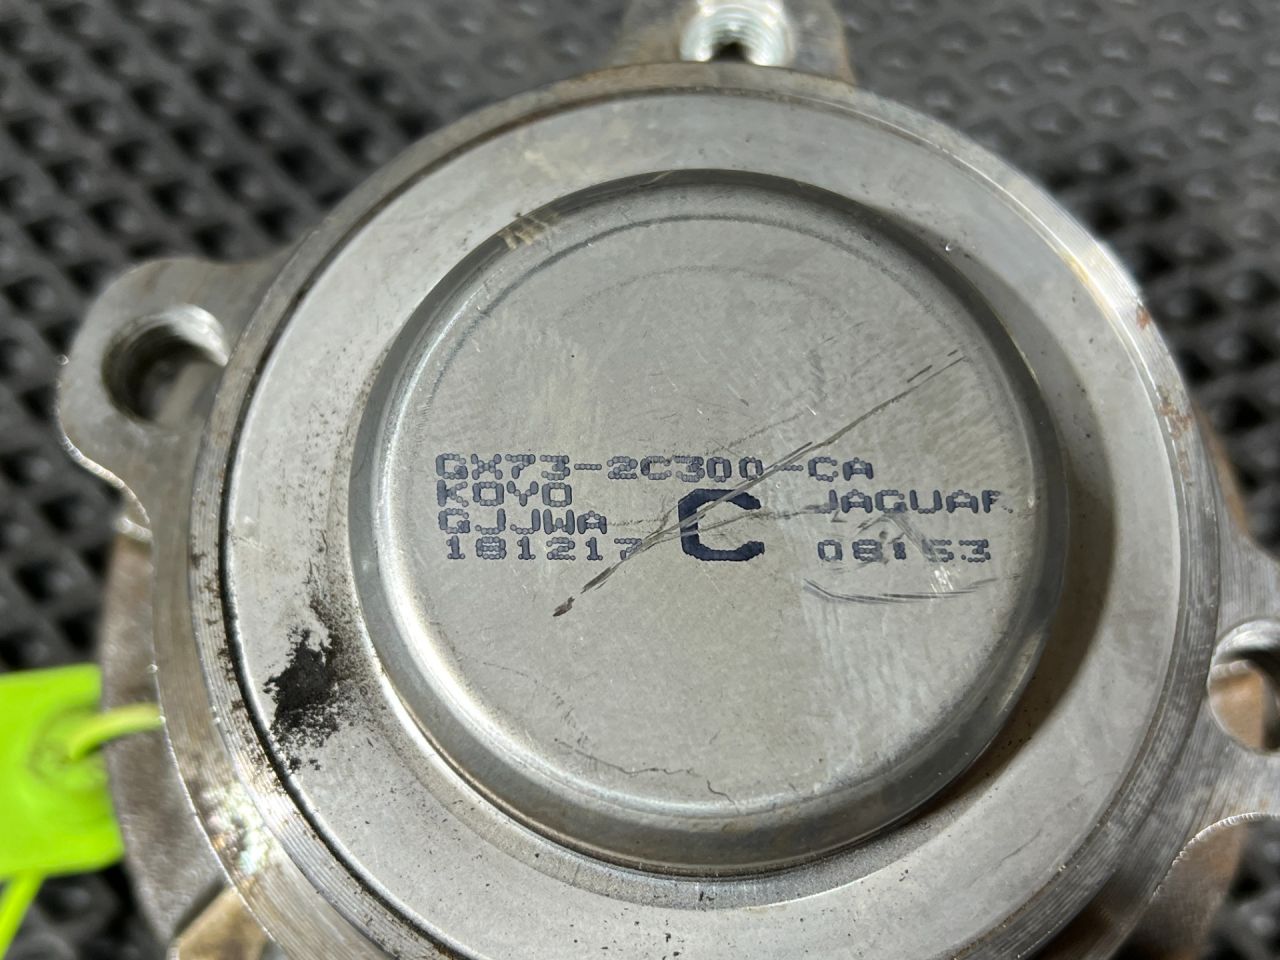 GX73-2C300-CA
KOYO C JAGUAR
GJJWA
181217 08153